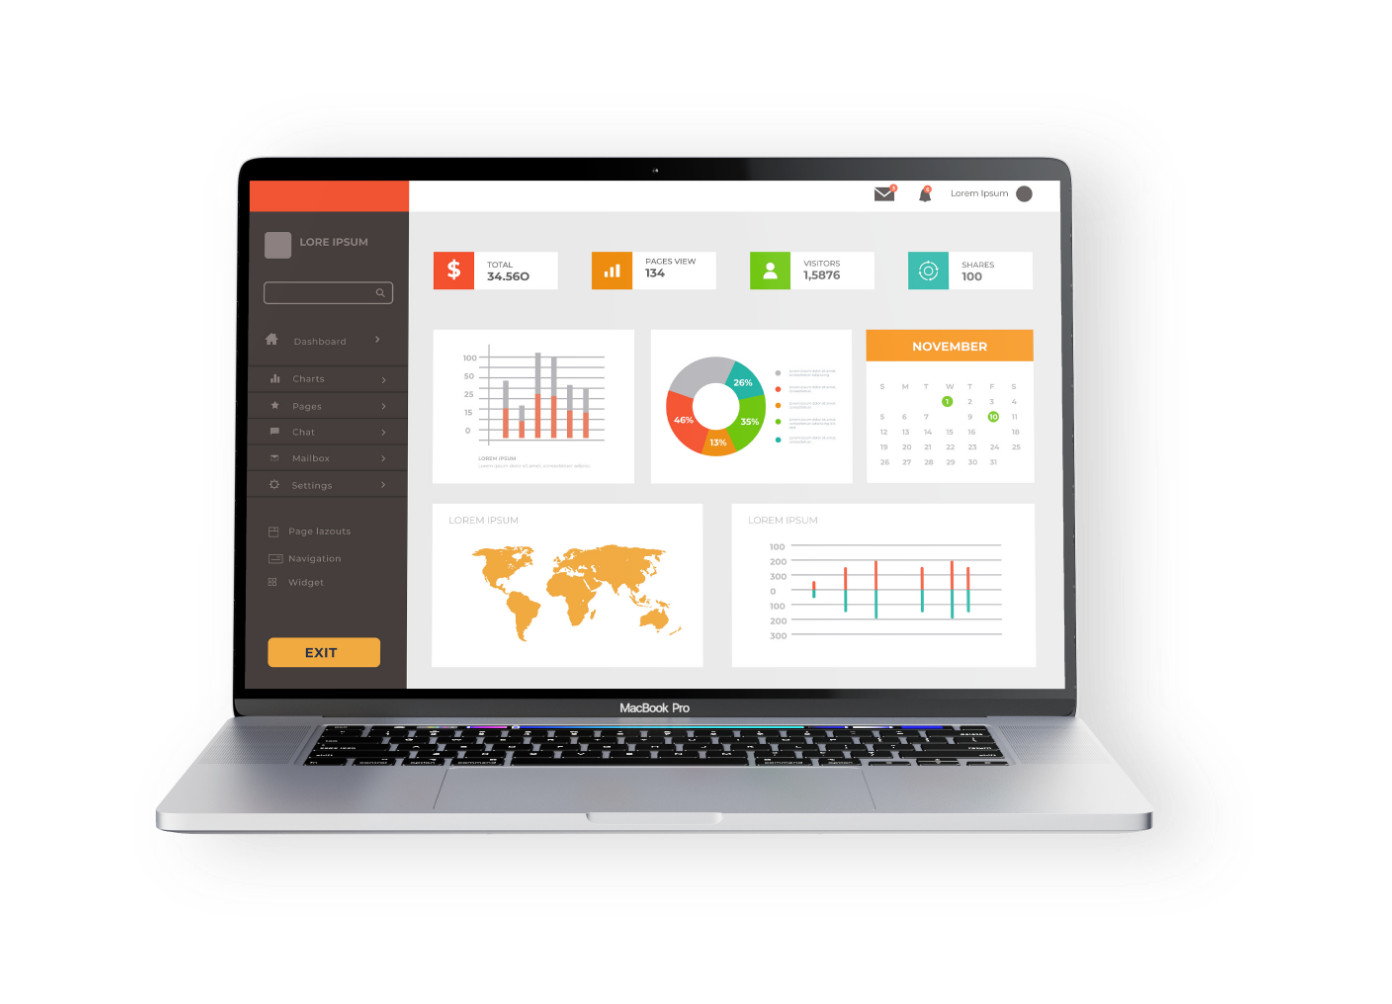 Lorem Ipsum
LORE IPSUM
TOTAL
34.560
PAGES VIEW
134
VISITORS
1,5876
SHARES
100
Dashboard
Charts
Pages
Chat
Mailbox
Settings
Page lazouts
Navigation
Widget
EXIT
100
50
25
15
0
LOREM IPSUM
26%
46%
35%
13%
NOVEMBER
S M T W T F S
1 2 3 4
5 6 7 9 10 11
12 13 14 15 16 18
19 20 21 22 23 24 25
26 27 28 29 30 31
LOREM IPSUM
LOREM IPSUM
100
200
300
0
100
200
300
MacBook Pro